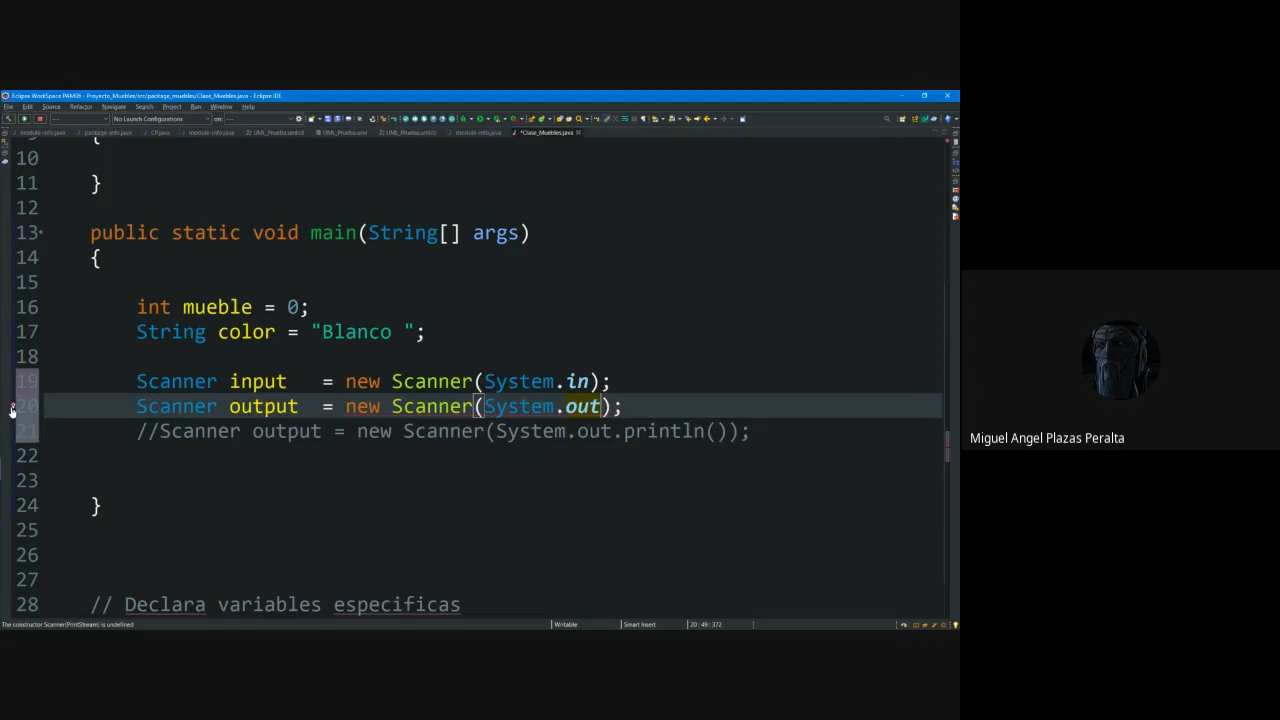 Eclipse WorkSpace PAM06 - Proyecto_Muebles/src/package_muebles/Clase_Muebles.java - Eclipse IDE
File Edit Source Refactor Navigate Search Project Run Window Help
No Launch Configurations on:
module-info.java package-info.java CP.java module-info.java UML_Prueba.umlcd UML_Prueba.uml UML_Prueba.umlcd module-info.java *Clase_Muebles.java
{
10
11 }
12
13 public static void main(String[] args)
14 {
15
16 int mueble = 0;
17 String color = "Blanco ";
18
19 Scanner input = new Scanner(System.in);
20 Scanner output = new Scanner(System.out);
21 //Scanner output = new Scanner(System.out.println());
22
23
24 }
25
26
27
28 // Declara variables especificas
The constructor Scanner(PrintStream) is undefined Writable Smart Insert 20 : 49 : 372
Miguel Angel Plazas Peralta